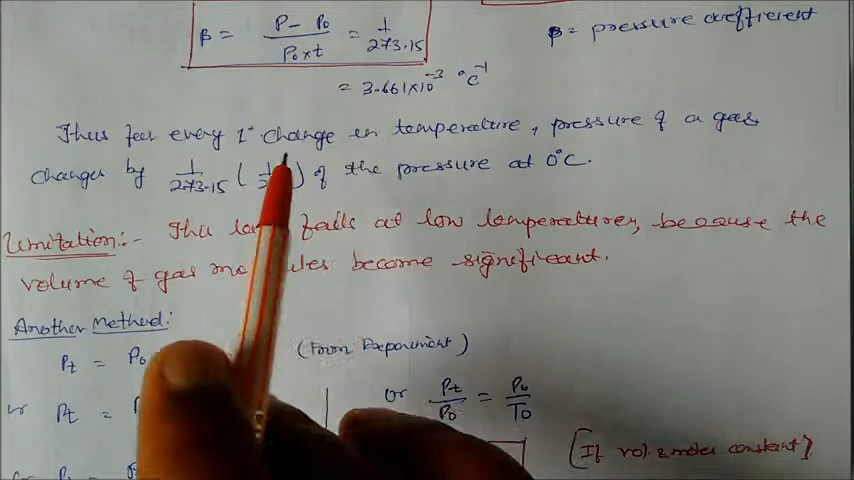 β = P - P₀ / P₀ × t = 1 / 273.15
β = pressure coefficient
= 3.661×10⁻³ °C⁻¹
Thus for every 1° change in temperature, pressure of a gas
changes by 1 / 273.15 ( ) of the pressure at 0°C.
Limitation:- This fails at low temperatures, because the
volume of gas become significant.
Another Method:
Pt = P₀ (From Experiment)
or Pt = or Pt / P₀ = P₀ / T₀
[If vol & moles constant]
or